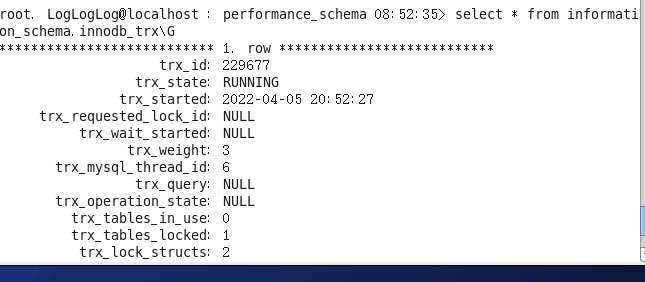 root. LogLogLog@localhost : performance_schema 08:52:35> select * from informati
on_schema.innodb_trx\G
*************************** 1. row ***************************
trx_id: 229677
trx_state: RUNNING
trx_started: 2022-04-05 20:52:27
trx_requested_lock_id: NULL
trx_wait_started: NULL
trx_weight: 3
trx_mysql_thread_id: 6
trx_query: NULL
trx_operation_state: NULL
trx_tables_in_use: 0
trx_tables_locked: 1
trx_lock_structs: 2